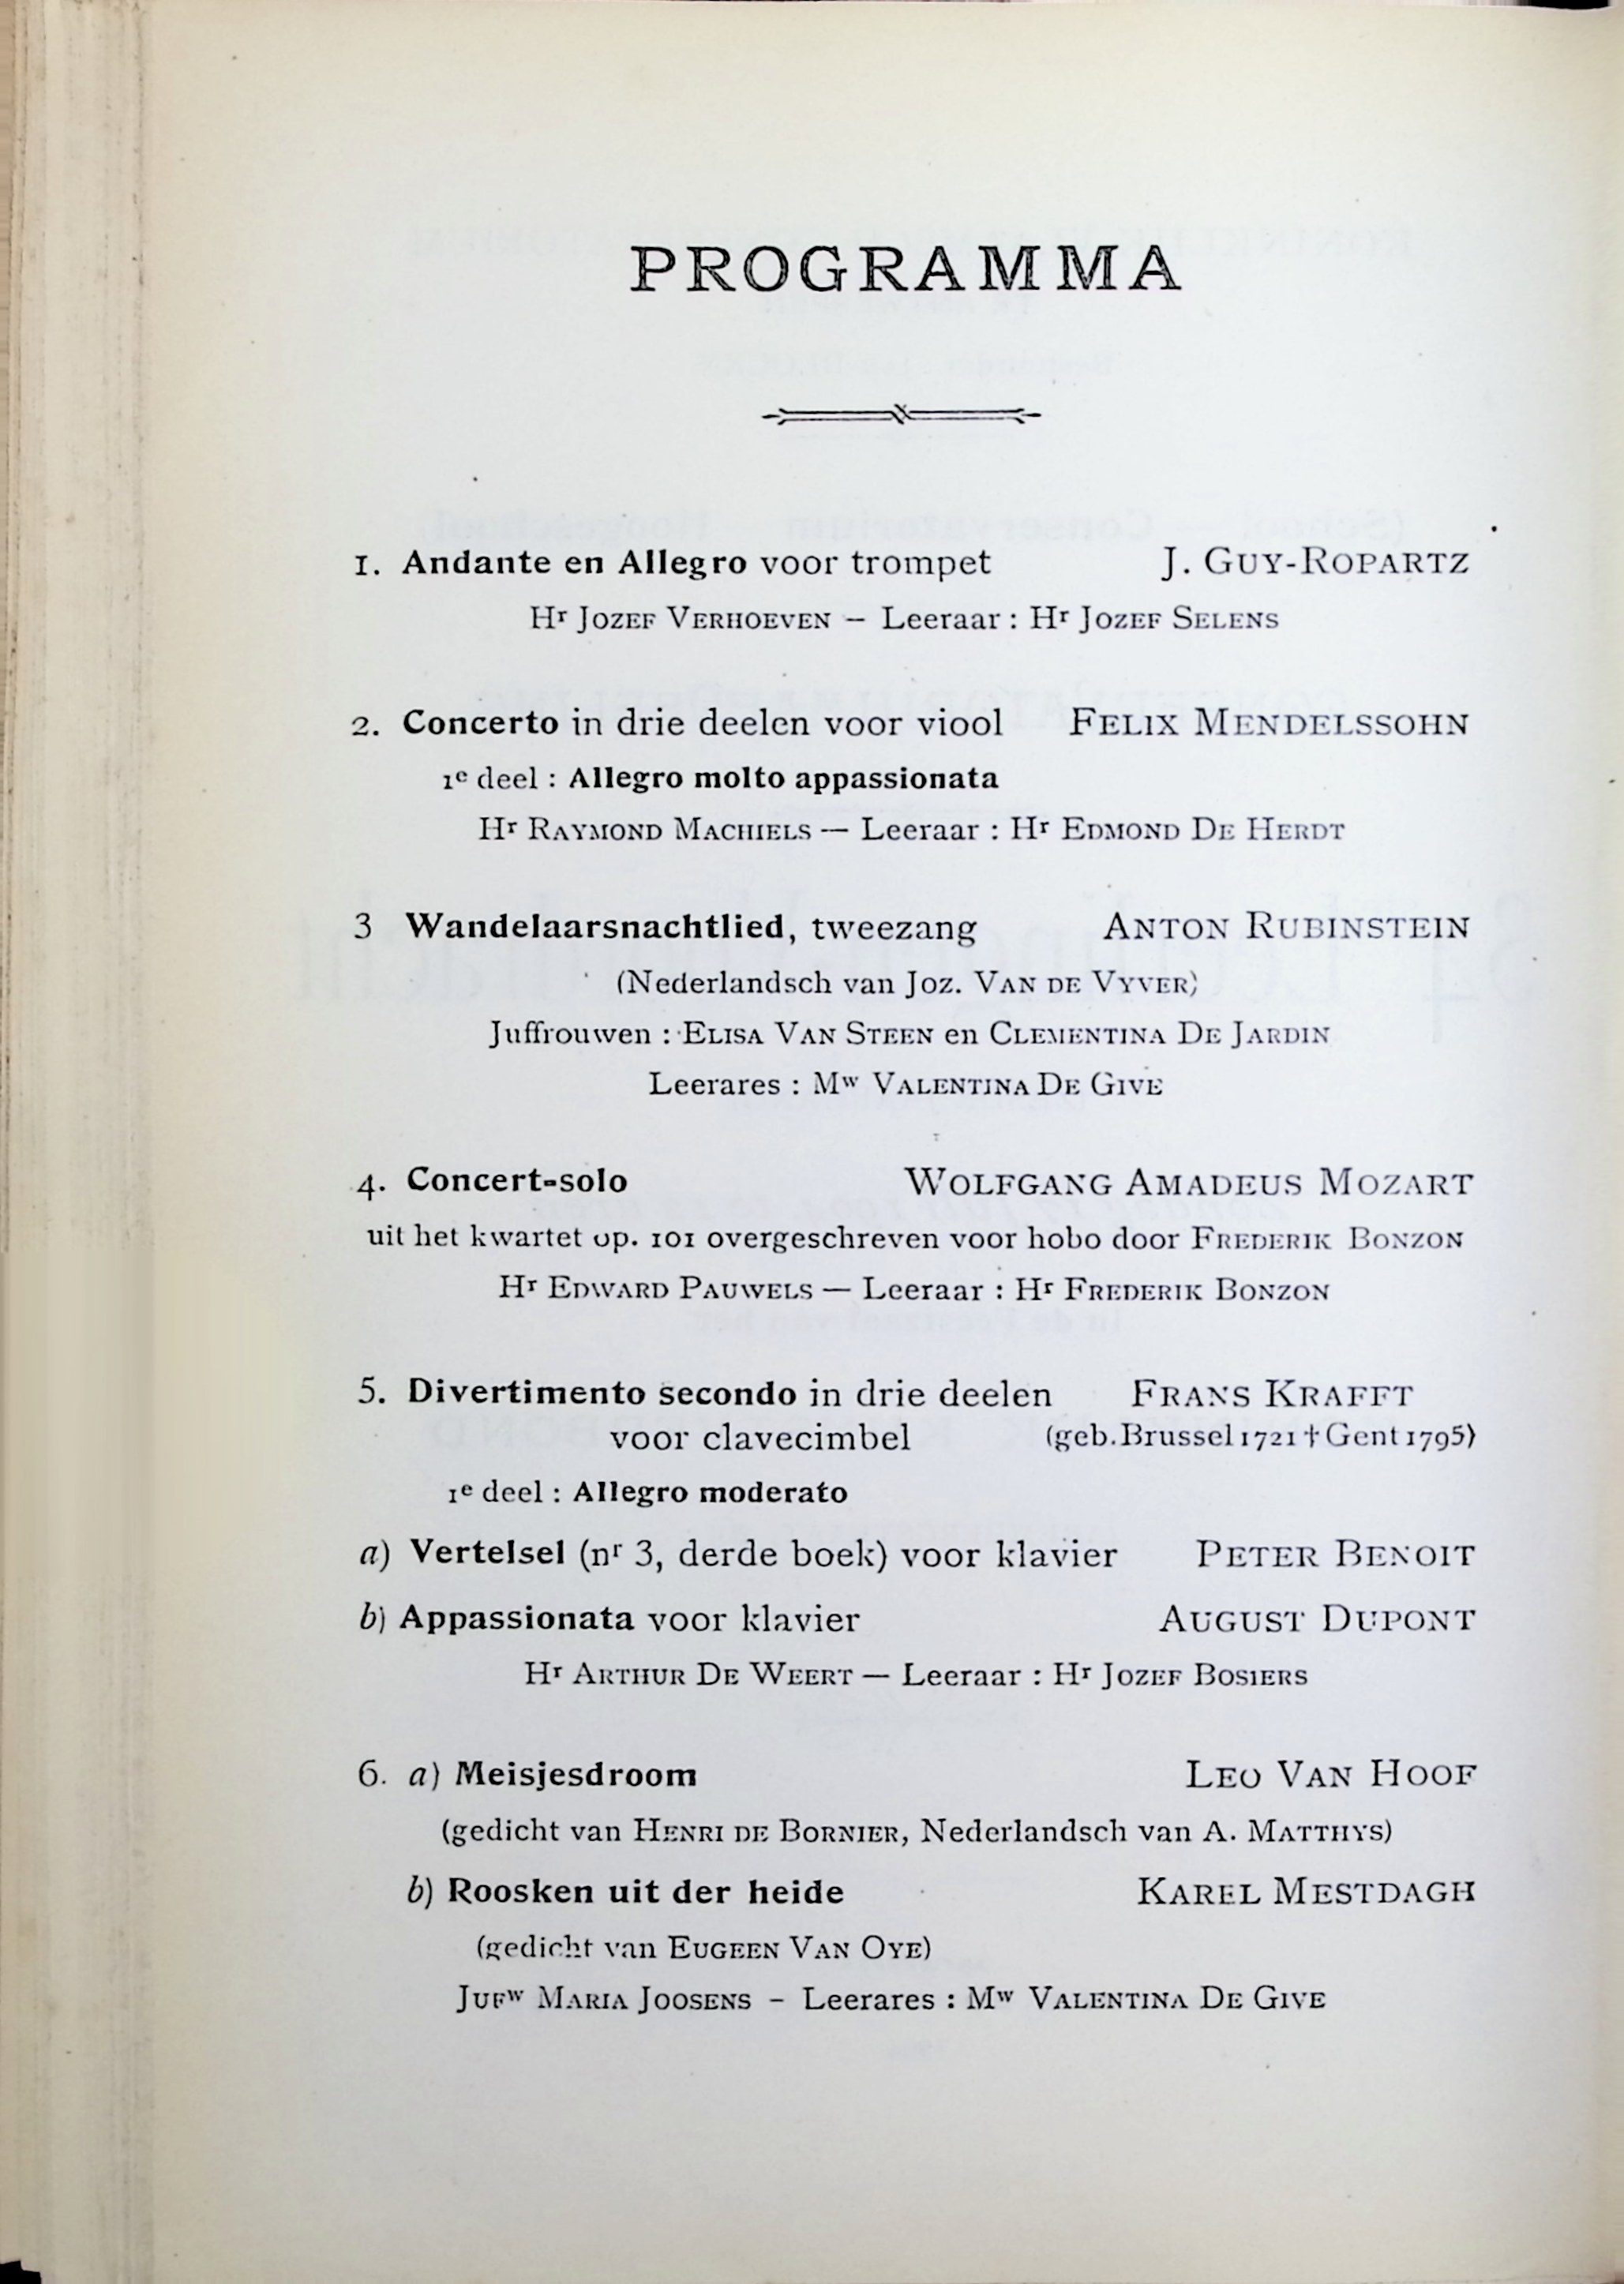 PROGRAMMA
1. Andante en Allegro voor trompet J. GUY-ROPARTZ
Hr JOZEF VERHOEVEN — Leeraar : Hr JOZEF SELENS
2. Concerto in drie deelen voor viool FELIX MENDELSSOHN
1e deel : Allegro molto appassionata
Hr RAYMOND MACHIELS — Leeraar : Hr EDMOND DE HERDT
3 Wandelaarsnachtlied, tweezang ANTON RUBINSTEIN
(Nederlandsch van JOZ. VAN DE VYVER)
Juffrouwen : ELISA VAN STEEN en CLEMENTINA DE JARDIN
Leerares : Mw VALENTINA DE GIVE
4. Concert-solo WOLFGANG AMADEUS MOZART
uit het kwartet op. 101 overgeschreven voor hobo door FREDERIK BONZON
Hr EDWARD PAUWELS — Leeraar : Hr FREDERIK BONZON
5. Divertimento secondo in drie deelen FRANS KRAFFT
voor clavecimbel (geb. Brussel 1721 † Gent 1795)
1e deel : Allegro moderato
a) Vertelsel (nr 3, derde boek) voor klavier PETER BENOIT
b) Appassionata voor klavier AUGUST DUPONT
Hr ARTHUR DE WEERT — Leeraar : Hr JOZEF BOSIERS
6. a) Meisjesdroom LEO VAN HOOF
(gedicht van HENRI DE BORNIER, Nederlandsch van A. MATTHYS)
b) Roosken uit der heide KAREL MESTDAGH
(gedicht van EUGEEN VAN OYE)
JUFw MARIA JOOSENS - Leerares : Mw VALENTINA DE GIVE